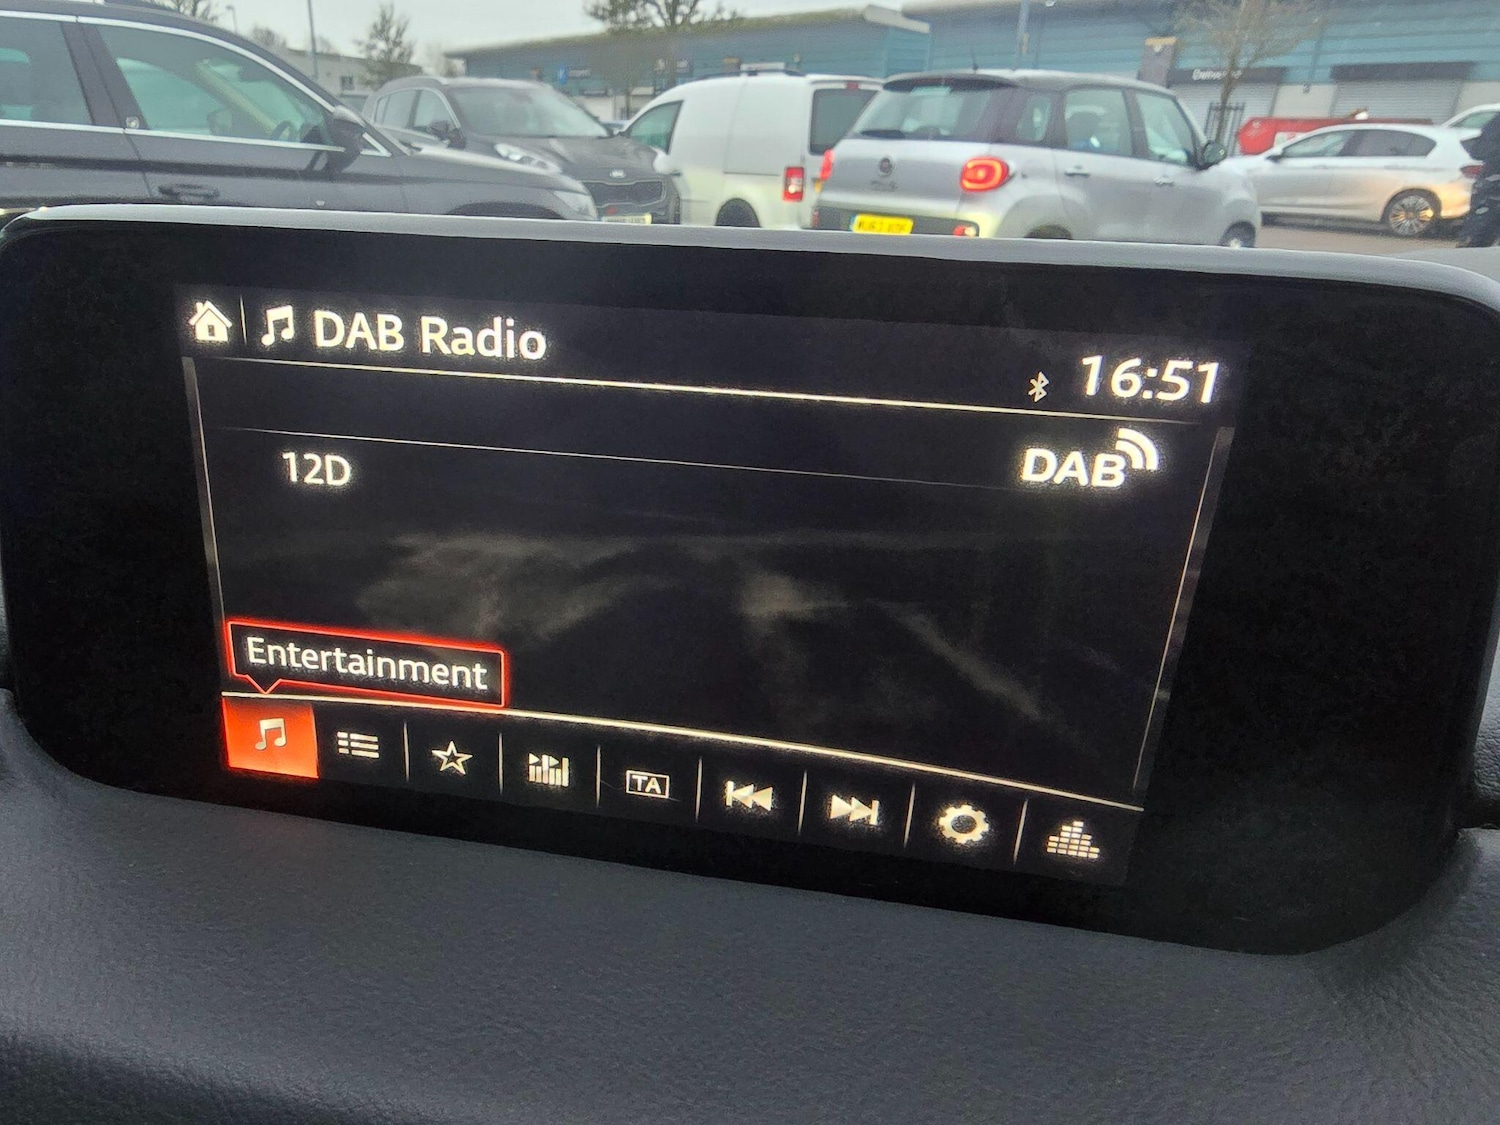 DAB Radio
16:51
12D
DAB
Entertainment
TA